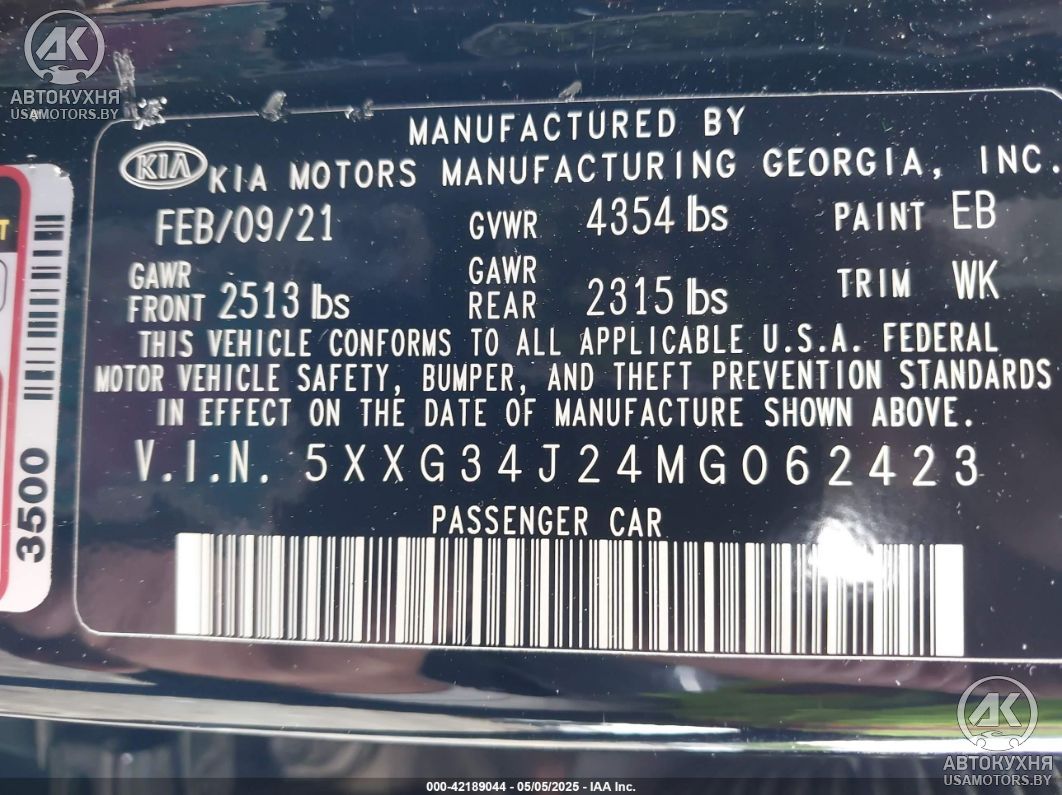 AK
АВТОКУХНЯ
USAMOTORS.BY
MANUFACTURED BY
KIA KIA MOTORS MANUFACTURING GEORGIA, INC.
FEB/09/21 GVWR 4354 lbs PAINT EB
GAWR FRONT 2513 lbs GAWR REAR 2315 lbs TRIM WK
THIS VEHICLE CONFORMS TO ALL APPLICABLE U.S.A. FEDERAL
MOTOR VEHICLE SAFETY, BUMPER, AND THEFT PREVENTION STANDARDS
IN EFFECT ON THE DATE OF MANUFACTURE SHOWN ABOVE.
V.I.N. 5XXG34J24MG062423
PASSENGER CAR
3500
AK
АВТОКУХНЯ
USAMOTORS.BY
000-42189044 - 05/05/2025 - IAA Inc.